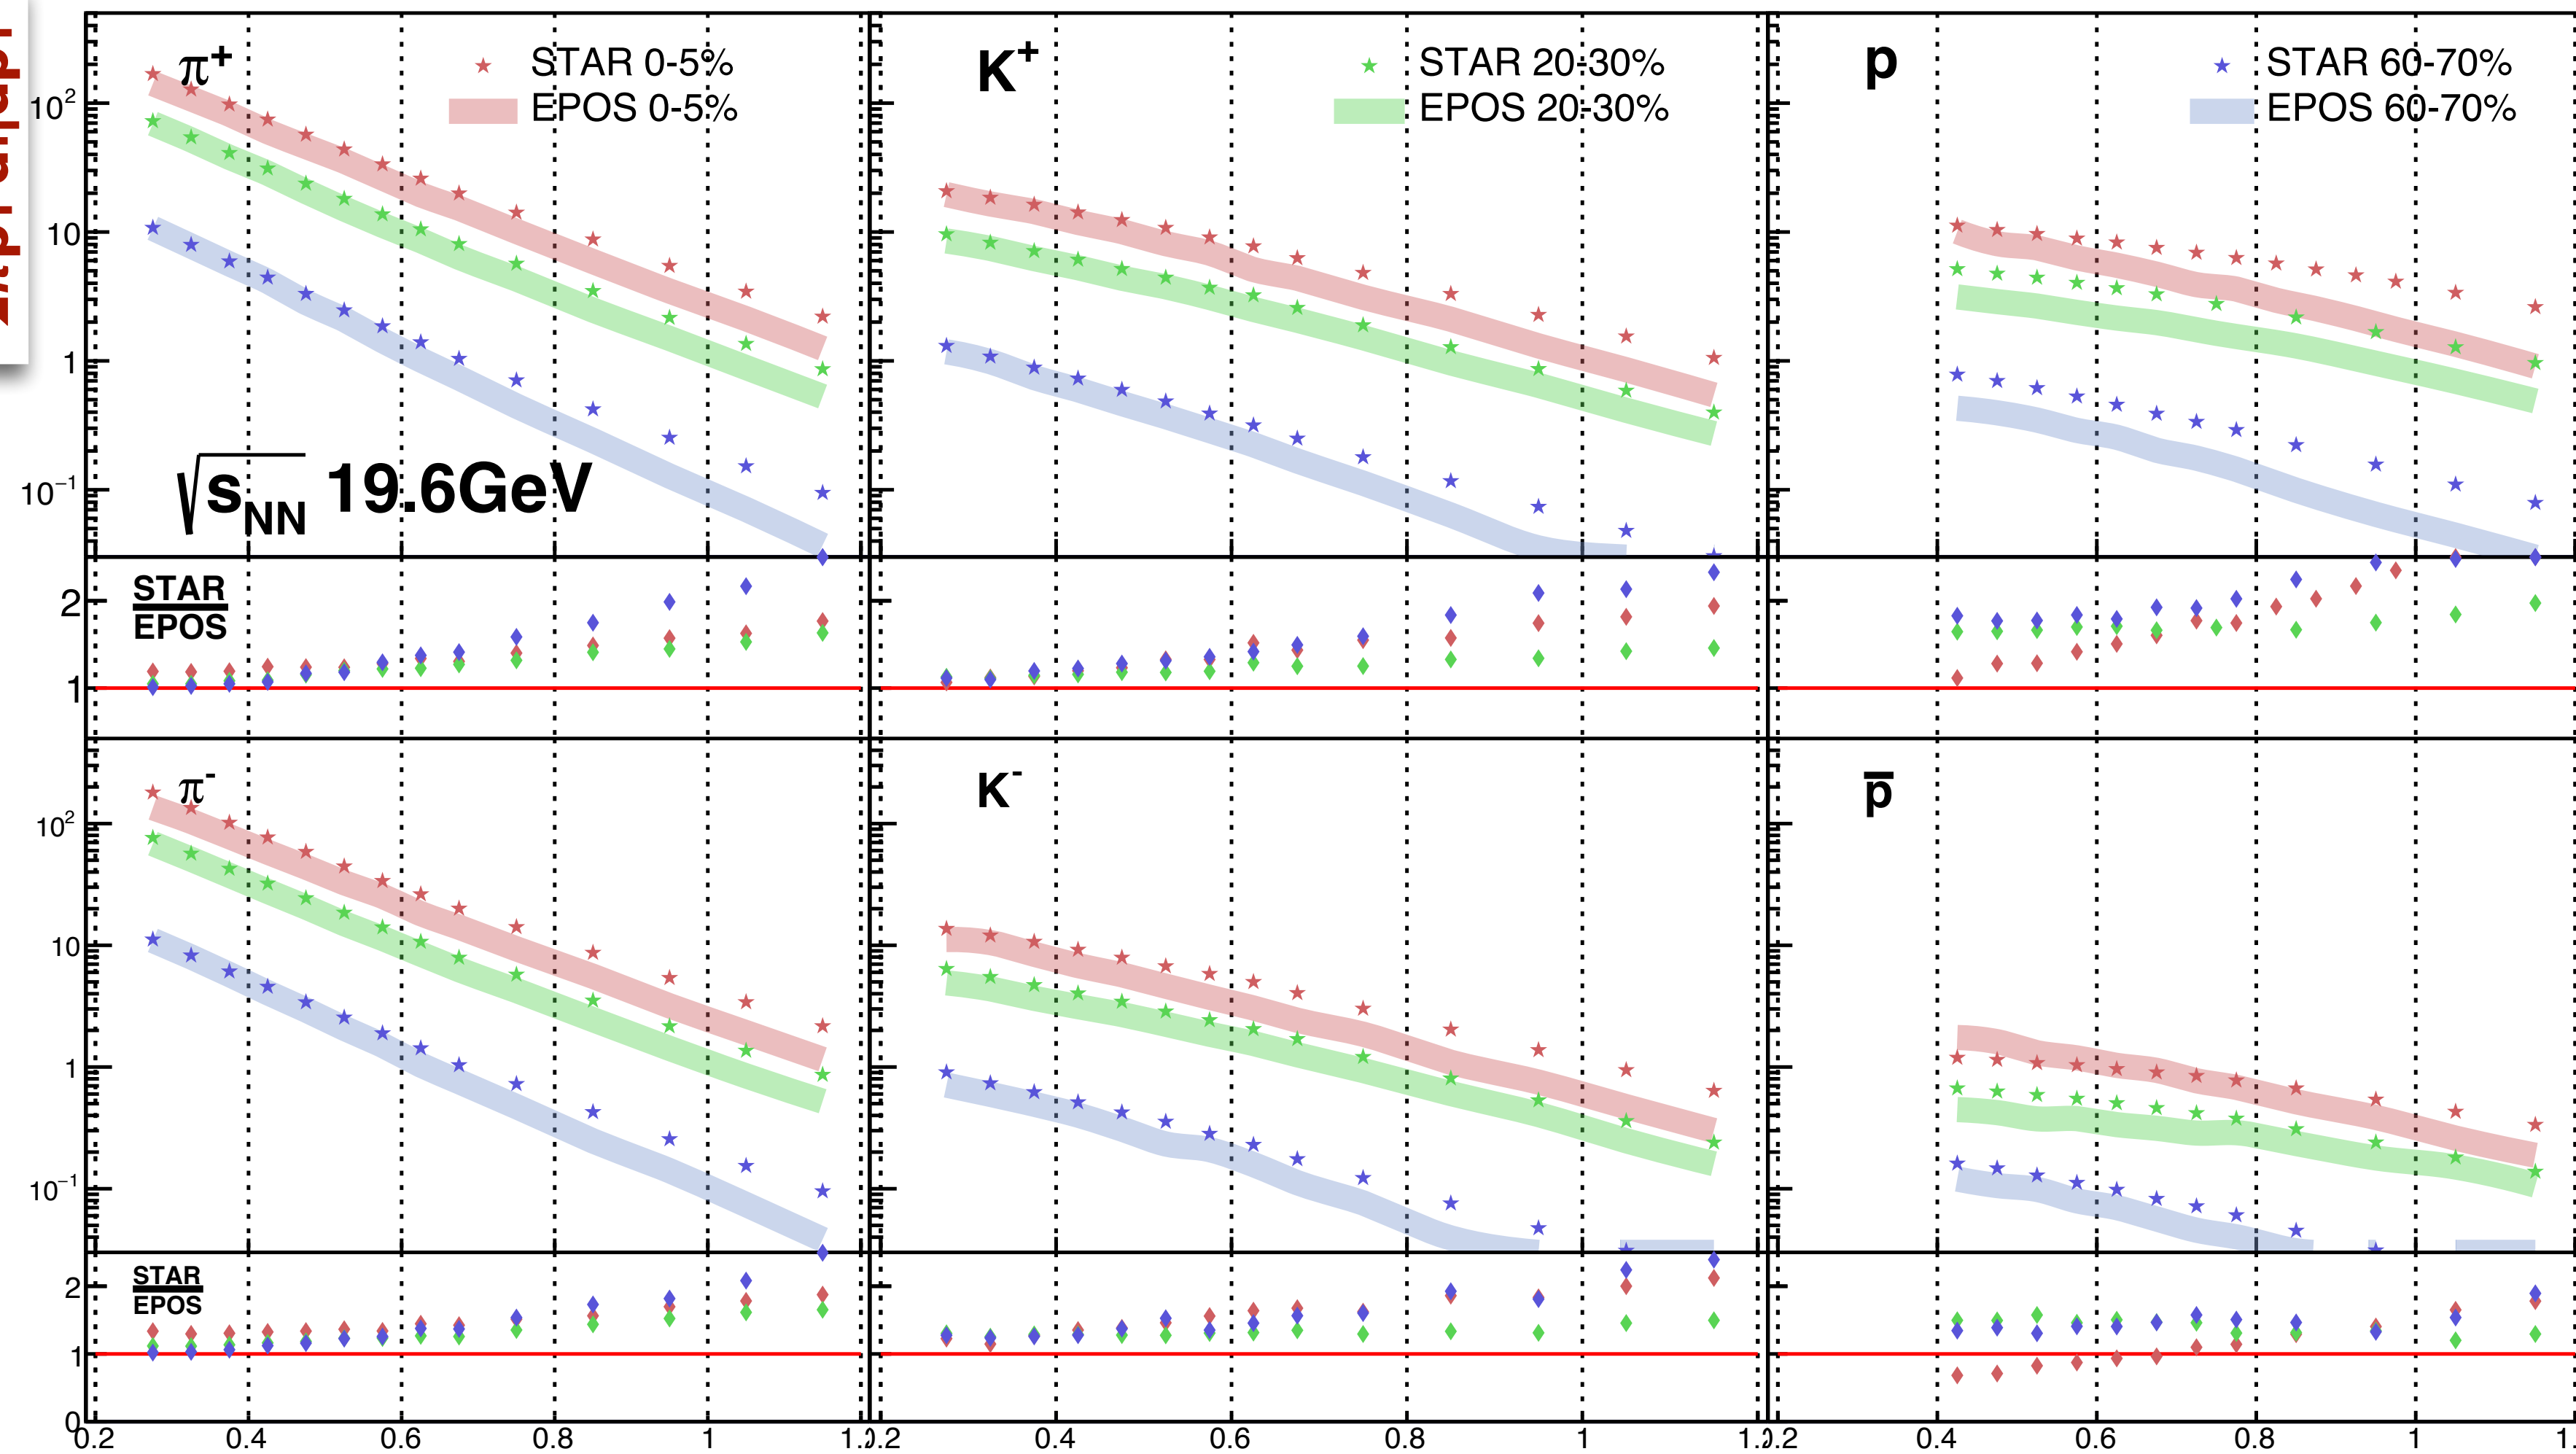 π+
STAR 0-5%
EPOS 0-5%
K+
STAR 20-30%
EPOS 20-30%
p
STAR 60-70%
EPOS 60-70%
10²
10
1
10⁻¹
√sNN 19.6GeV
STAR
EPOS
2
1
π-
K-
p̅
10²
10
1
10⁻¹
STAR
EPOS
2
1
0
0.2 0.4 0.6 0.8 1 0.4 0.6 0.8 1 0.4 0.6 0.8 1